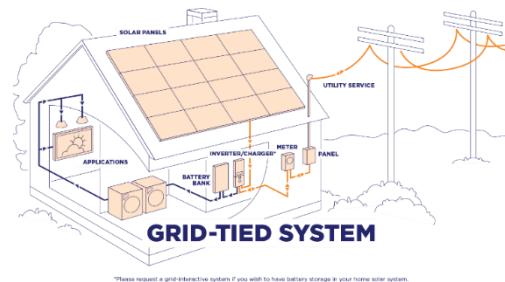 SOLAR PANELS
UTILITY SERVICE
METER
INVERTER/CHARGER*
PANEL
APPLICATIONS
BATTERY
BANK
GRID-TIED SYSTEM
*Please request a grid-interactive system if you wish to have battery storage in your home solar system.